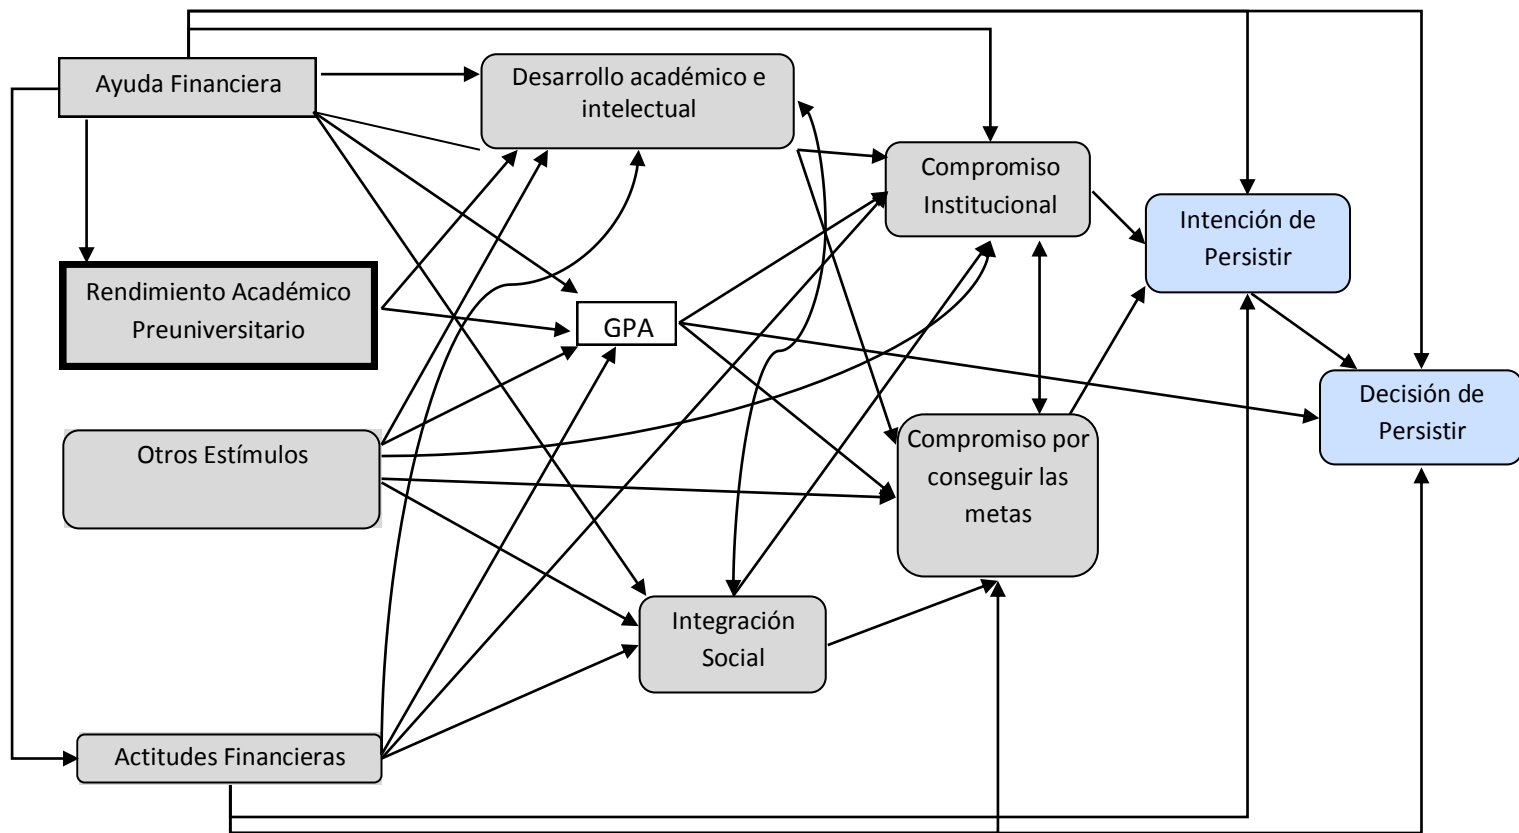 Ayuda Financiera
Desarrollo académico e
intelectual
Compromiso
Institucional
Intención de
Persistir
Rendimiento Académico
Preuniversitario
GPA
Decisión de
Persistir
Otros Estímulos
Compromiso por
conseguir las
metas
Integración
Social
Actitudes Financieras